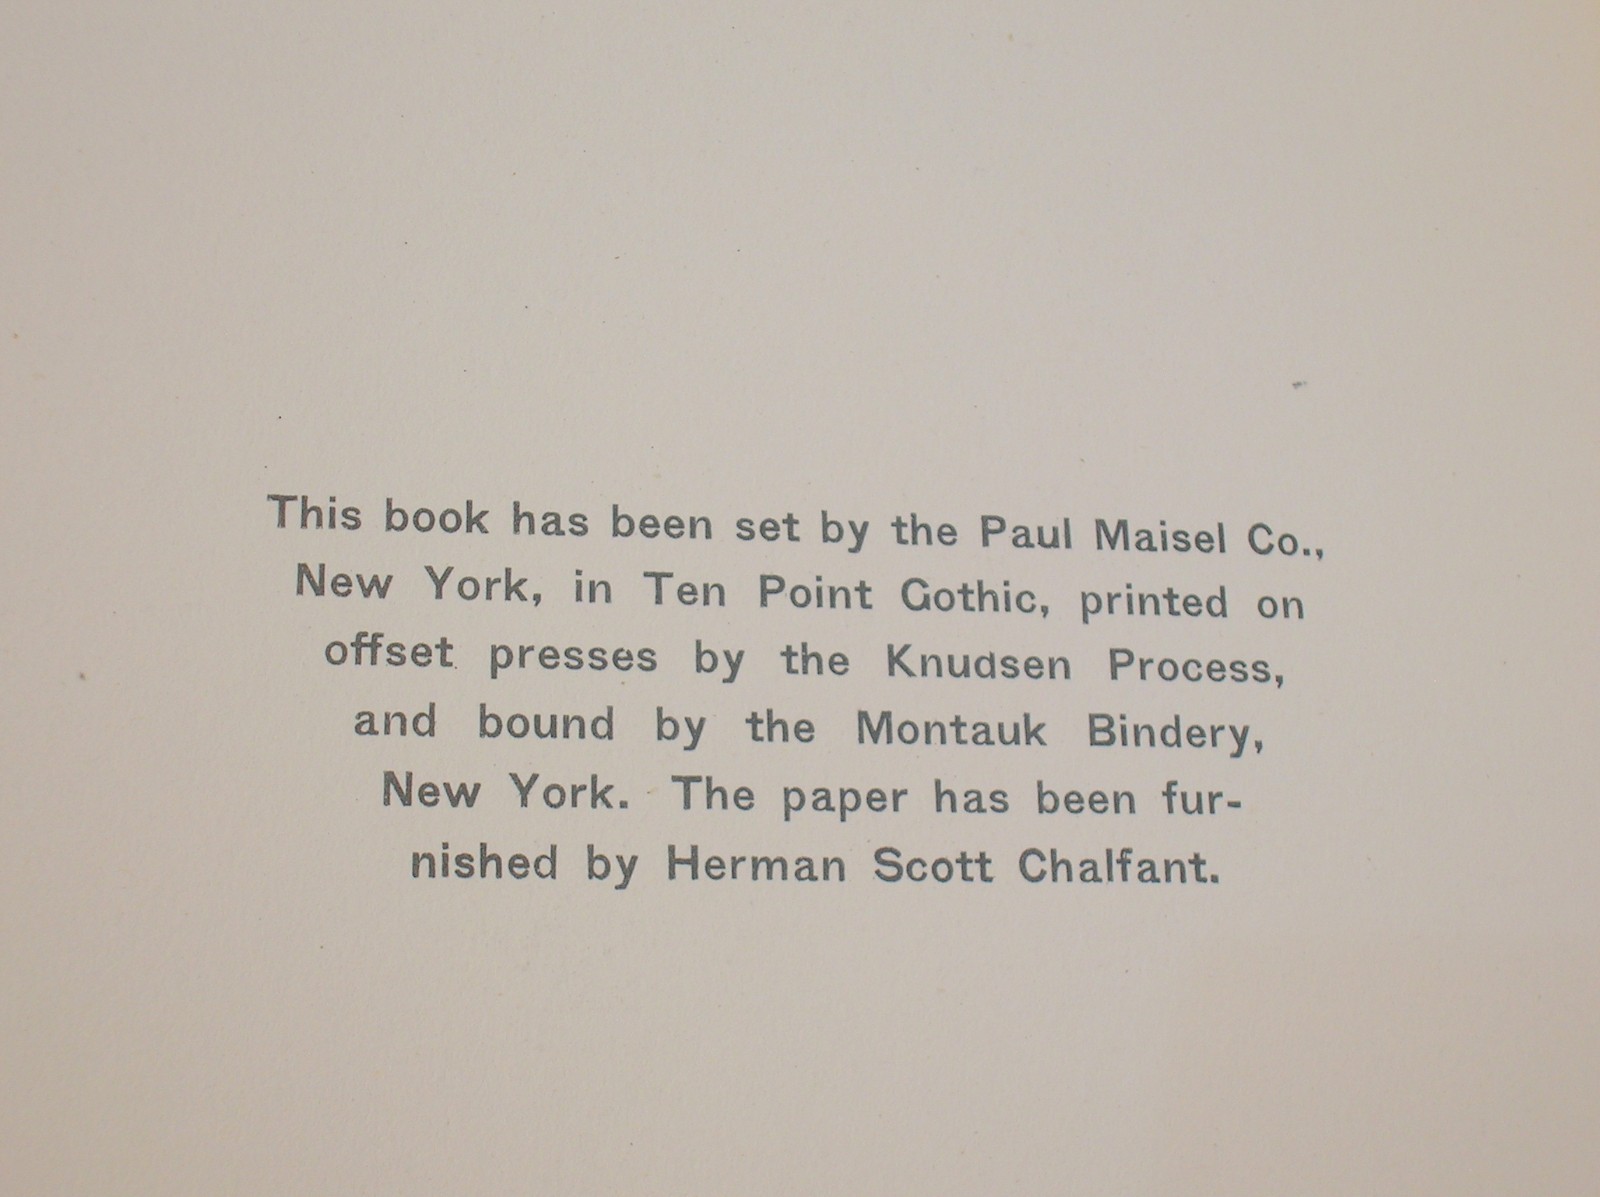 This book has been set by the Paul Maisel Co.,
New York, in Ten Point Gothic, printed on
offset presses by the Knudsen Process,
and bound by the Montauk Bindery,
New York. The paper has been fur-
nished by Herman Scott Chalfant.